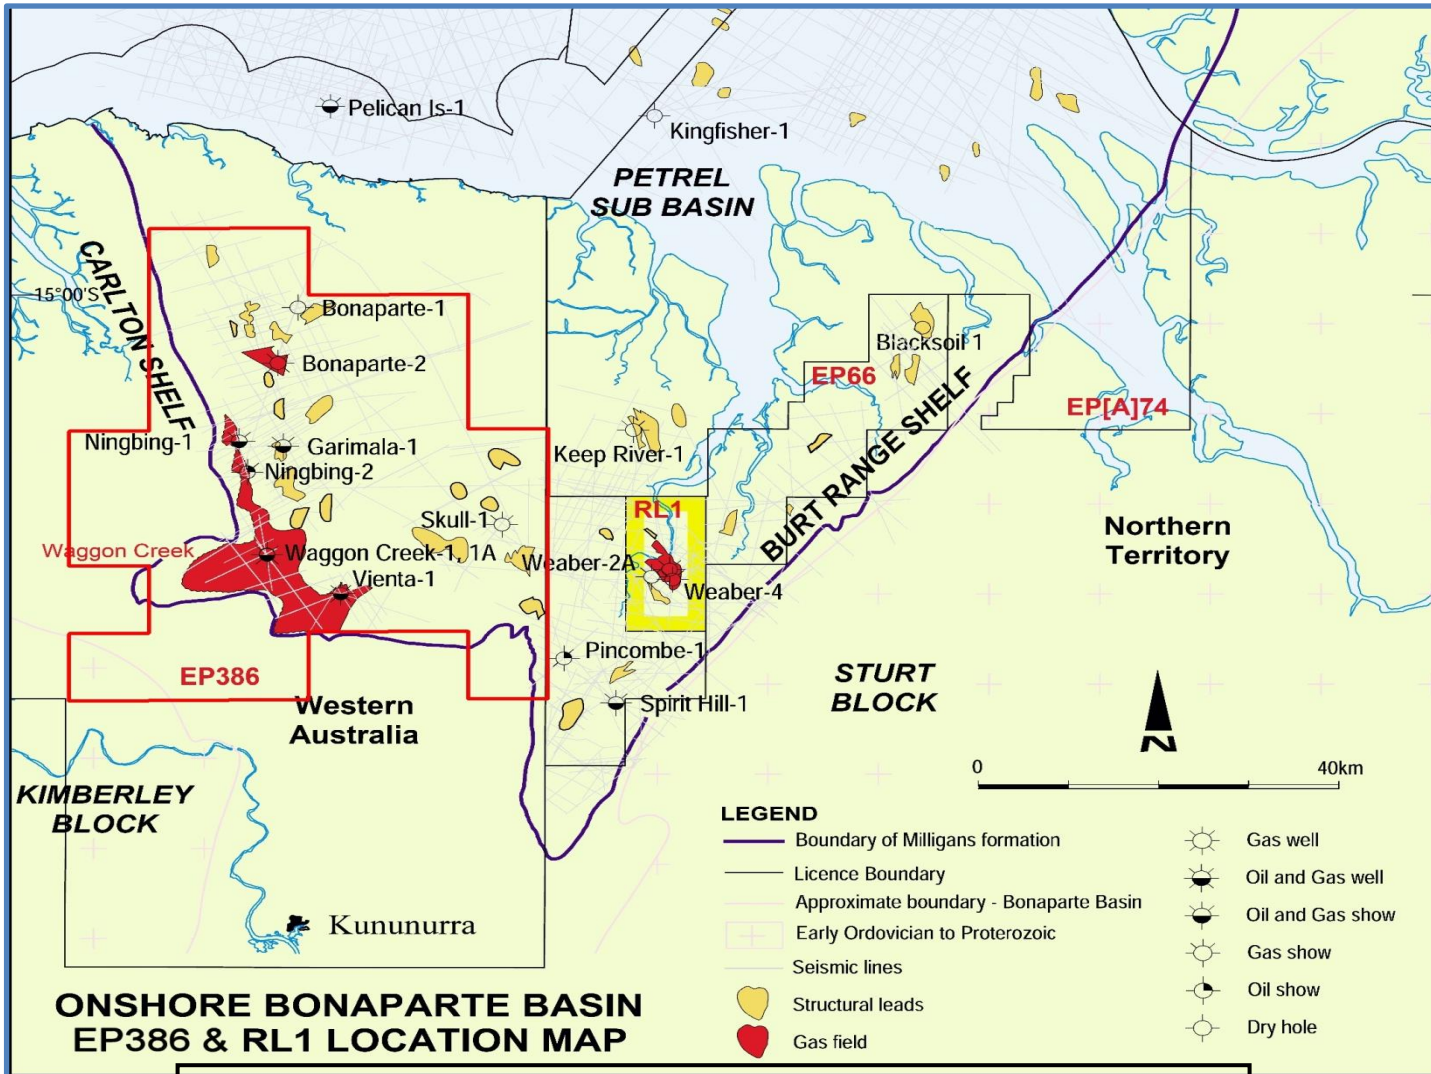 Pelican Is-1
Kingfisher-1
PETREL
SUB BASIN
CARLTON SHELF
15°00'S
Bonaparte-1
Bonaparte-2
Blacksoil 1
EP66
EP[A]74
Ningbing-1
Garimala-1
Ningbing-2
Keep River-1
BURT RANGE SHELF
Skull-1
RL1
Northern
Territory
Waggon Creek
Waggon Creek-1, 1A
Weaber-2A
Vienta-1
Weaber-4
Pincombe-1
EP386
STURT
BLOCK
Spirit Hill-1
Western
Australia
N
KIMBERLEY
BLOCK
0 40km
LEGEND
Boundary of Milligans formation
Licence Boundary
Approximate boundary - Bonaparte Basin
Early Ordovician to Proterozoic
Seismic lines
Structural leads
Gas field
Gas well
Oil and Gas well
Oil and Gas show
Gas show
Oil show
Dry hole
Kununurra
ONSHORE BONAPARTE BASIN
EP386 & RL1 LOCATION MAP